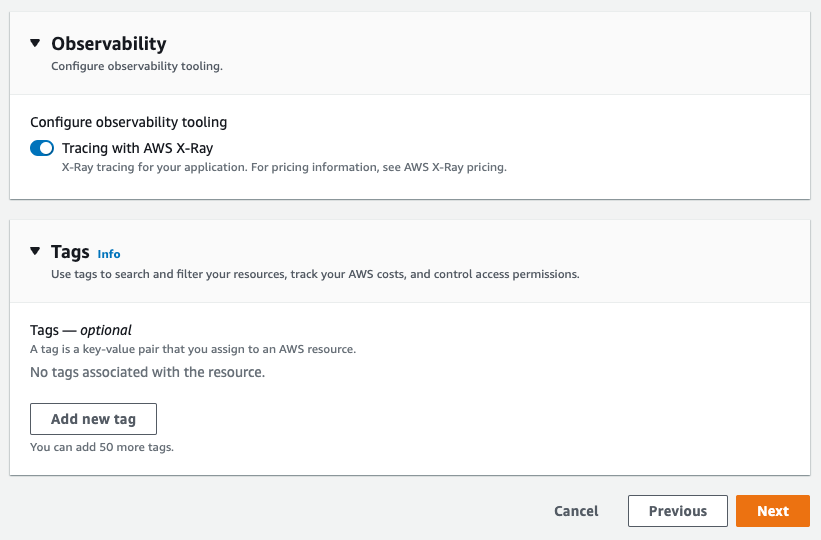 Observability
Configure observability tooling.
Configure observability tooling
Tracing with AWS X-Ray
X-Ray tracing for your application. For pricing information, see AWS X-Ray pricing.
Tags Info
Use tags to search and filter your resources, track your AWS costs, and control access permissions.
Tags — optional
A tag is a key-value pair that you assign to an AWS resource.
No tags associated with the resource.
Add new tag
You can add 50 more tags.
Cancel Previous Next